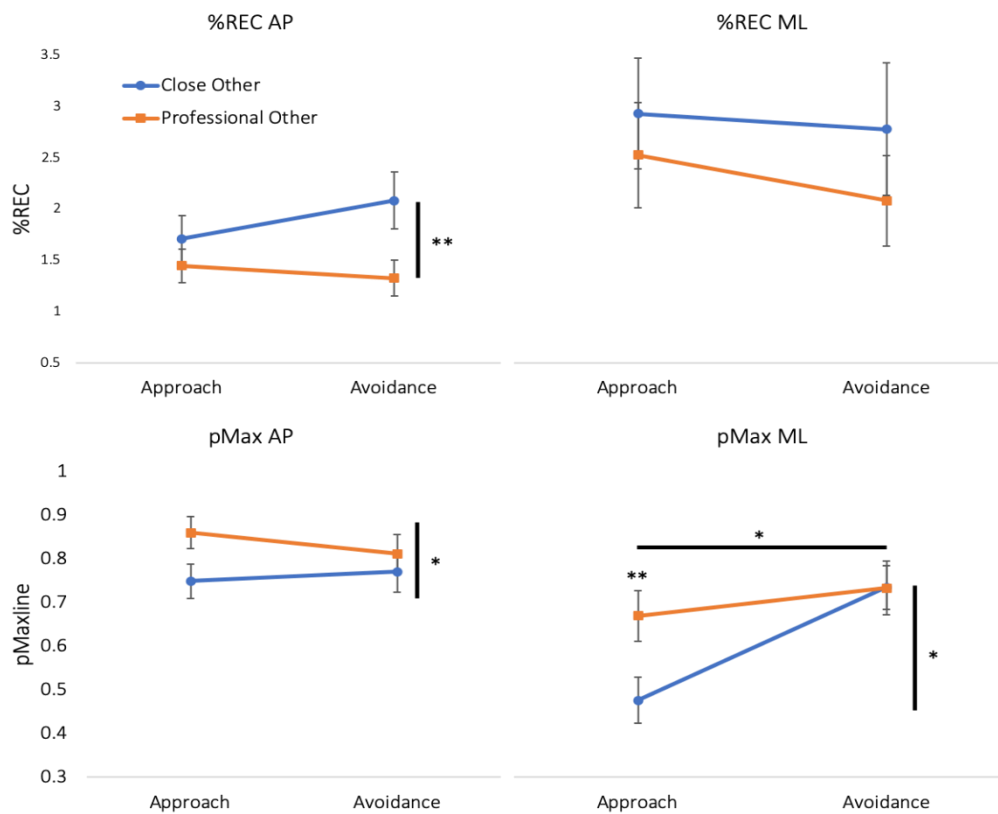 %REC AP
%REC ML
3.5
3
2.5
2
1.5
1
0.5
%REC
Close Other
Professional Other
**
Approach
Avoidance
Approach
Avoidance
pMax AP
pMax ML
1
0.9
0.8
0.7
0.6
0.5
0.4
0.3
pMaxline
*
*
**
*
Approach
Avoidance
Approach
Avoidance